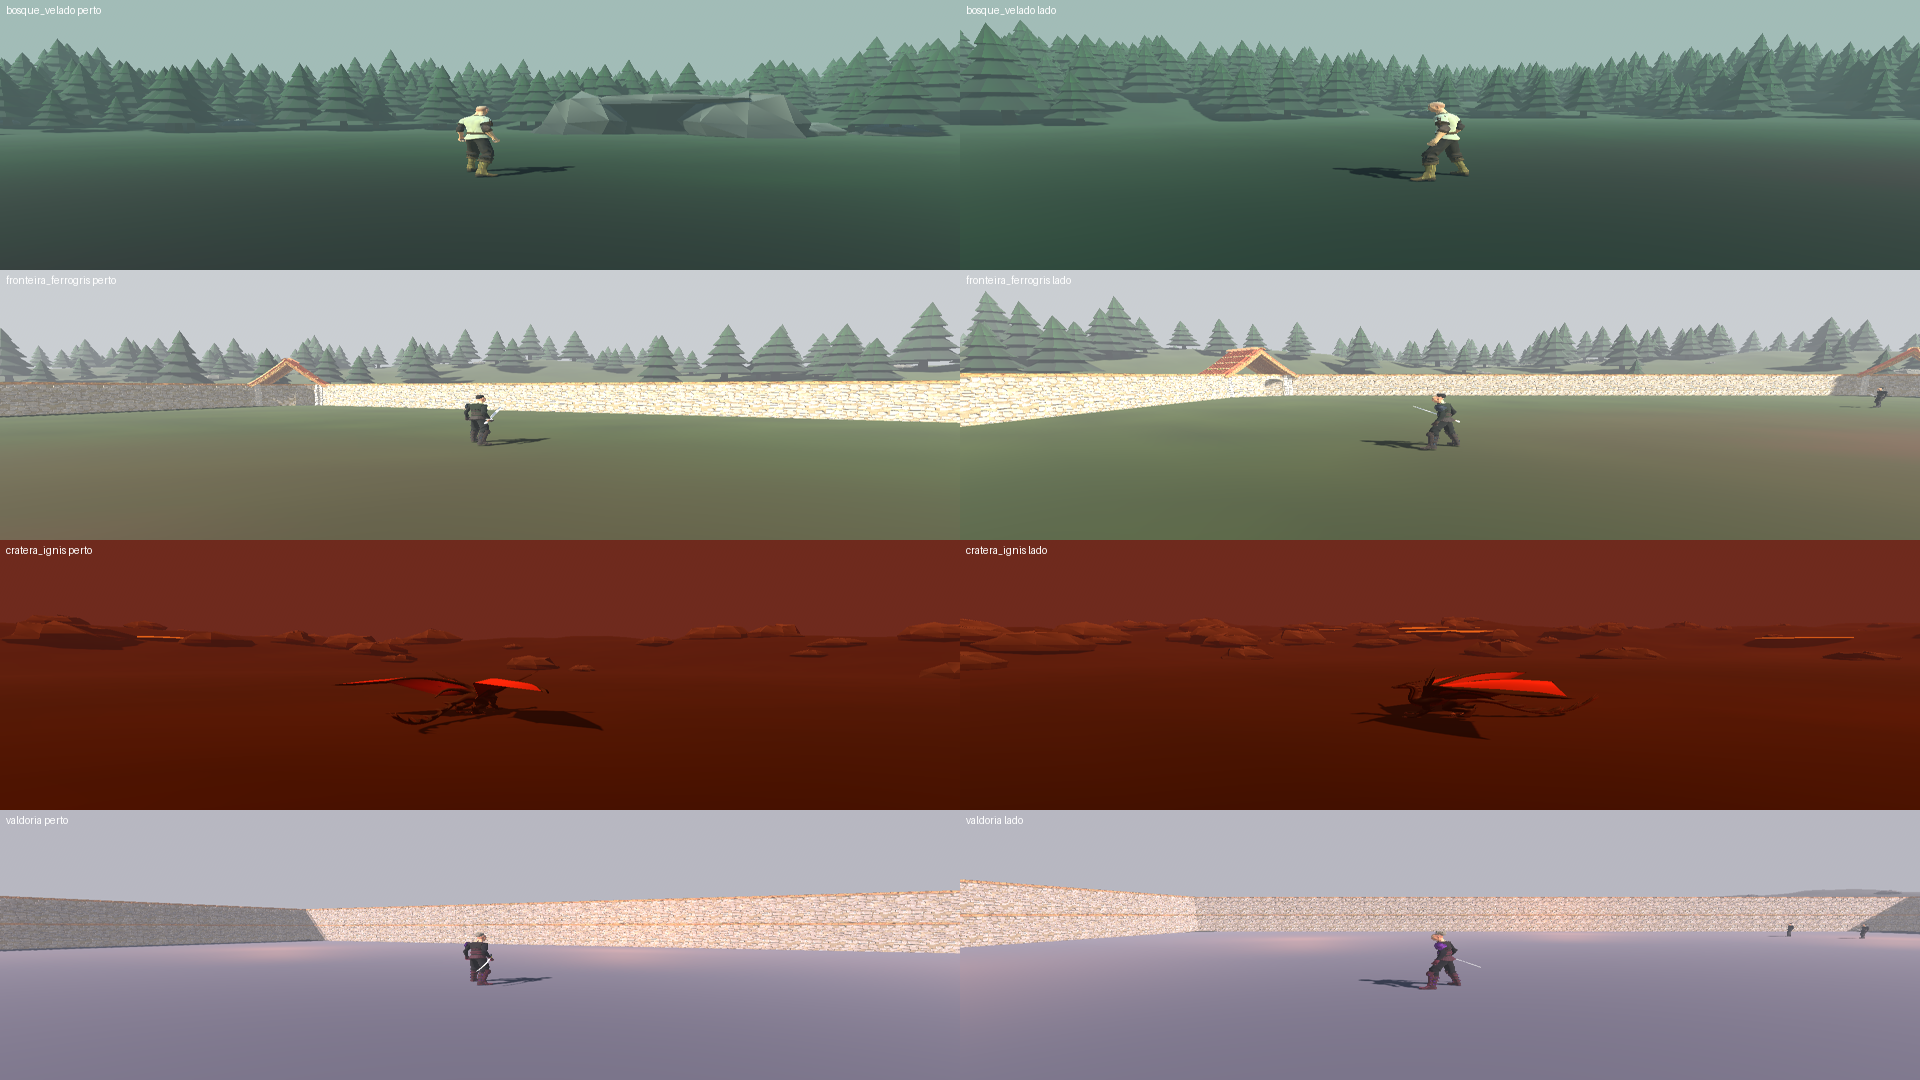 bosque_velado perto
bosque_velado lado
fronteira_ferrogris perto
fronteira_ferrogris lado
cratera_ignis perto
cratera_ignis lado
valdoria perto
valdoria lado